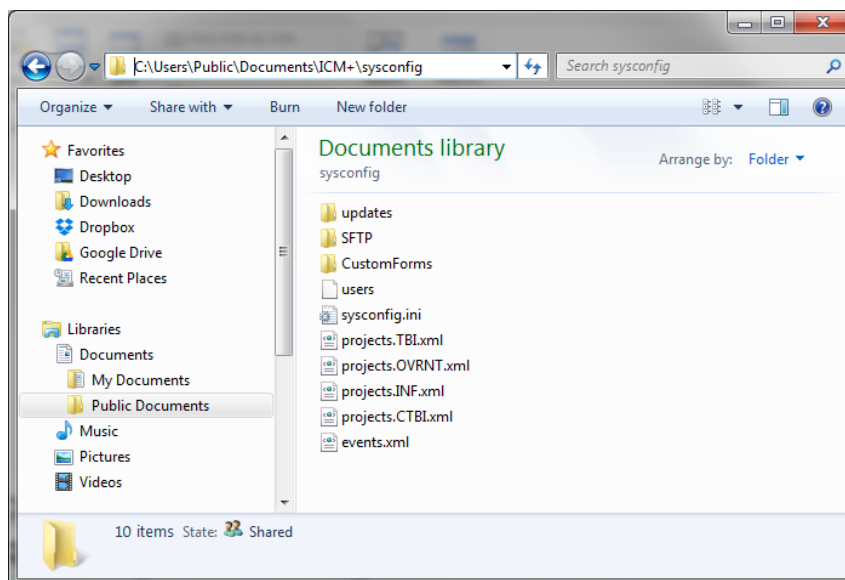 C:\Users\Public\Documents\ICM+\sysconfig
Search sysconfig
Organize
Share with
Burn
New folder
Favorites
Desktop
Downloads
Dropbox
Google Drive
Recent Places
Libraries
Documents
My Documents
Public Documents
Music
Pictures
Videos
Documents library
sysconfig
Arrange by: Folder
updates
SFTP
CustomForms
users
sysconfig.ini
projects.TBI.xml
projects.OVRNT.xml
projects.INF.xml
projects.CTBI.xml
events.xml
10 items State: Shared